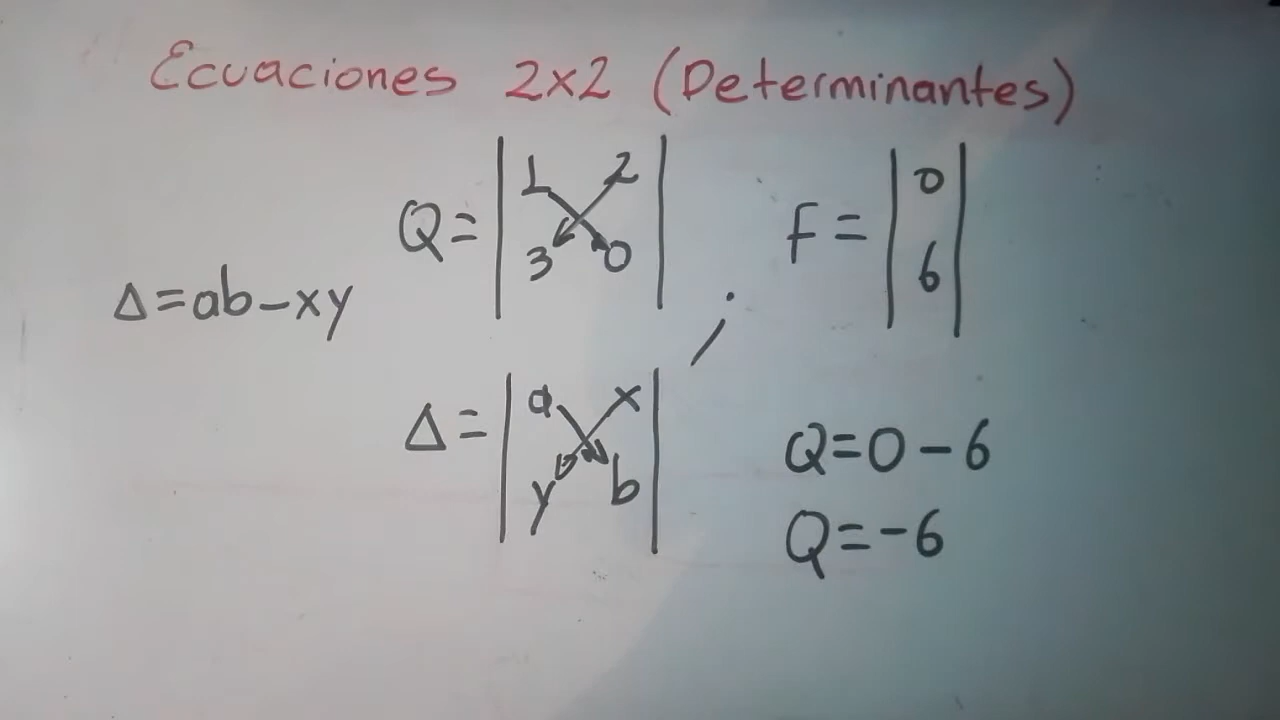 Ecuaciones 2x2 (Determinantes)
Q = | 1 2 | F = | 0 |
| 3 0 | | 6 |
Δ=ab-xy
;
Δ = | a x |
| y b |
Q=0-6
Q=-6